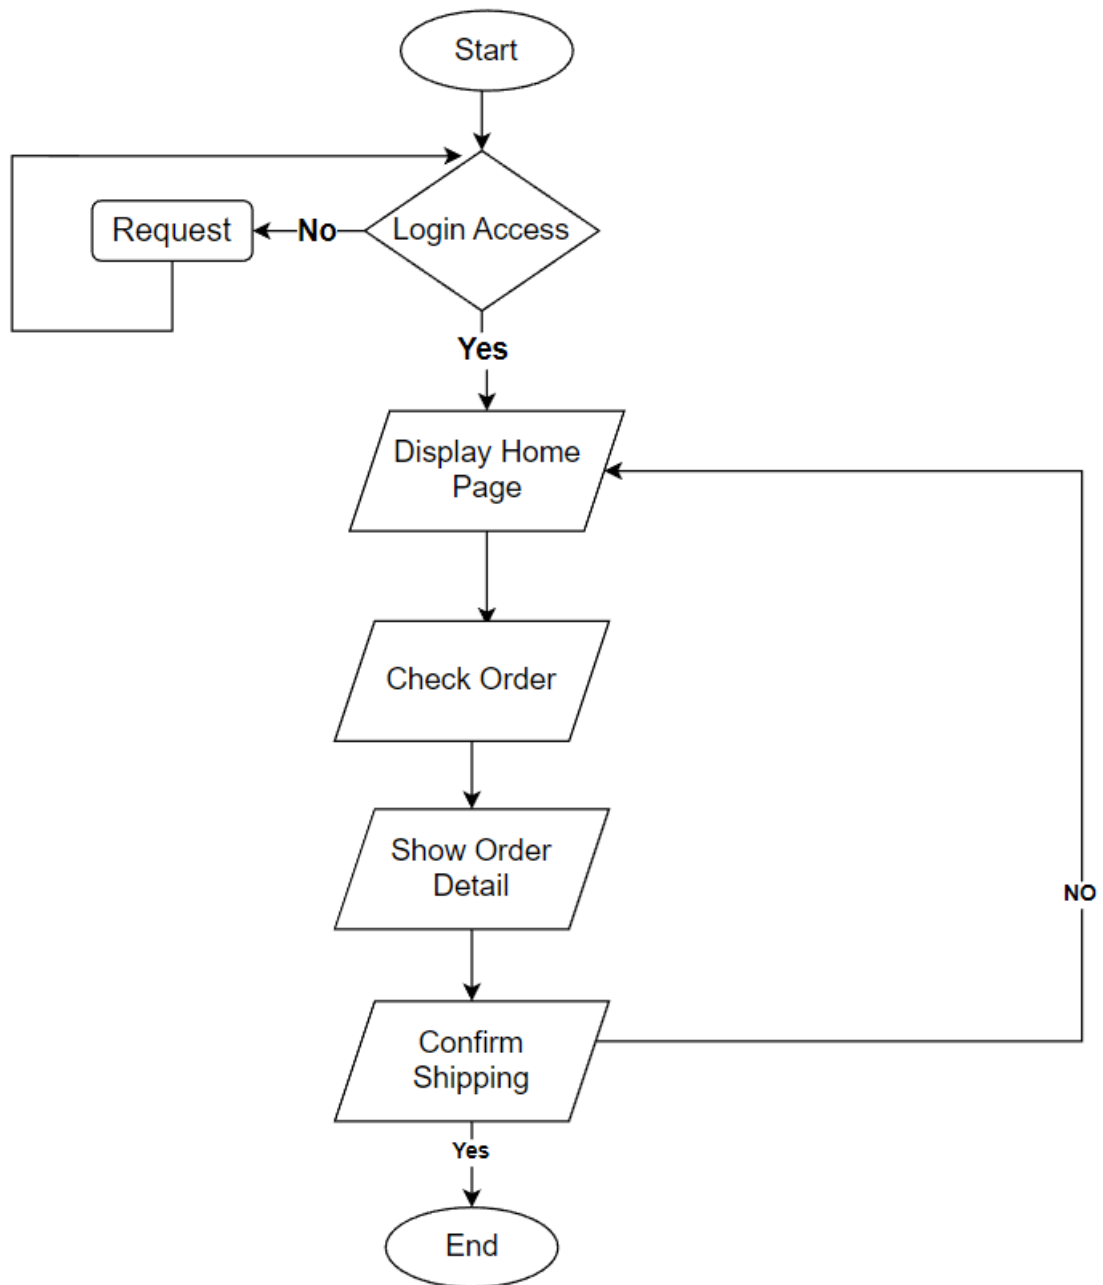 Start
Login Access
No
Request
Yes
Display Home
Page
Check Order
Show Order
Detail
NO
Confirm
Shipping
Yes
End